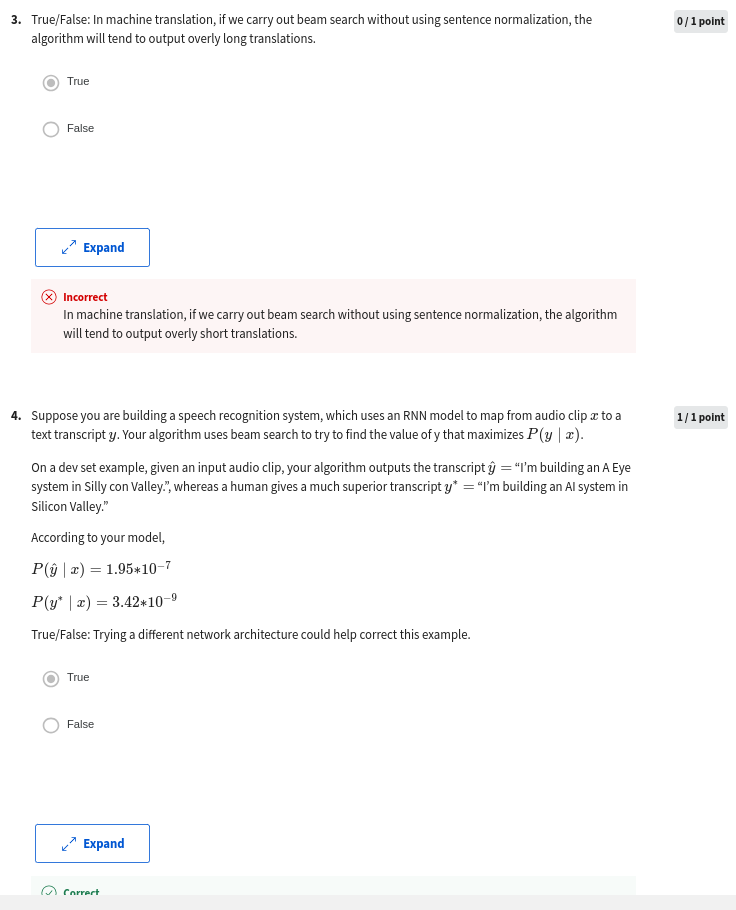 3. True/False: In machine translation, if we carry out beam search without using sentence normalization, the
0 / 1 point
algorithm will tend to output overly long translations.
True
False
Expand
Incorrect
In machine translation, if we carry out beam search without using sentence normalization, the algorithm
will tend to output overly short translations.
4. Suppose you are building a speech recognition system, which uses an RNN model to map from audio clip x to a
1 / 1 point
text transcript y. Your algorithm uses beam search to try to find the value of y that maximizes P(y | x).
On a dev set example, given an input audio clip, your algorithm outputs the transcript ŷ = “I’m building an A Eye
system in Silly con Valley.”, whereas a human gives a much superior transcript y* = “I’m building an AI system in
Silicon Valley.”
According to your model,
P(ŷ | x) = 1.95∗10⁻⁷
P(y* | x) = 3.42∗10⁻⁹
True/False: Trying a different network architecture could help correct this example.
True
False
Expand
Correct